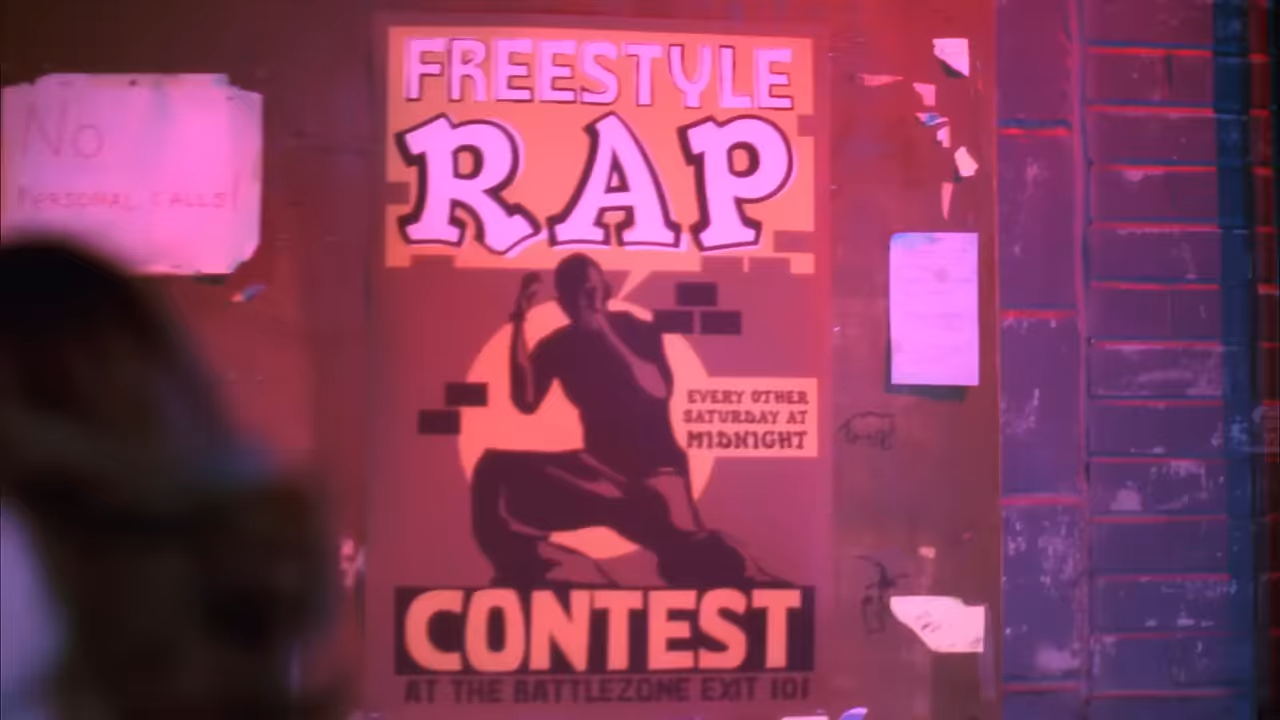 No
PERSONAL CALLS!
FREESTYLE
RAP
EVERY OTHER
SATURDAY AT
MIDNIGHT
CONTEST
AT THE BATTLEZONE EXIT 101